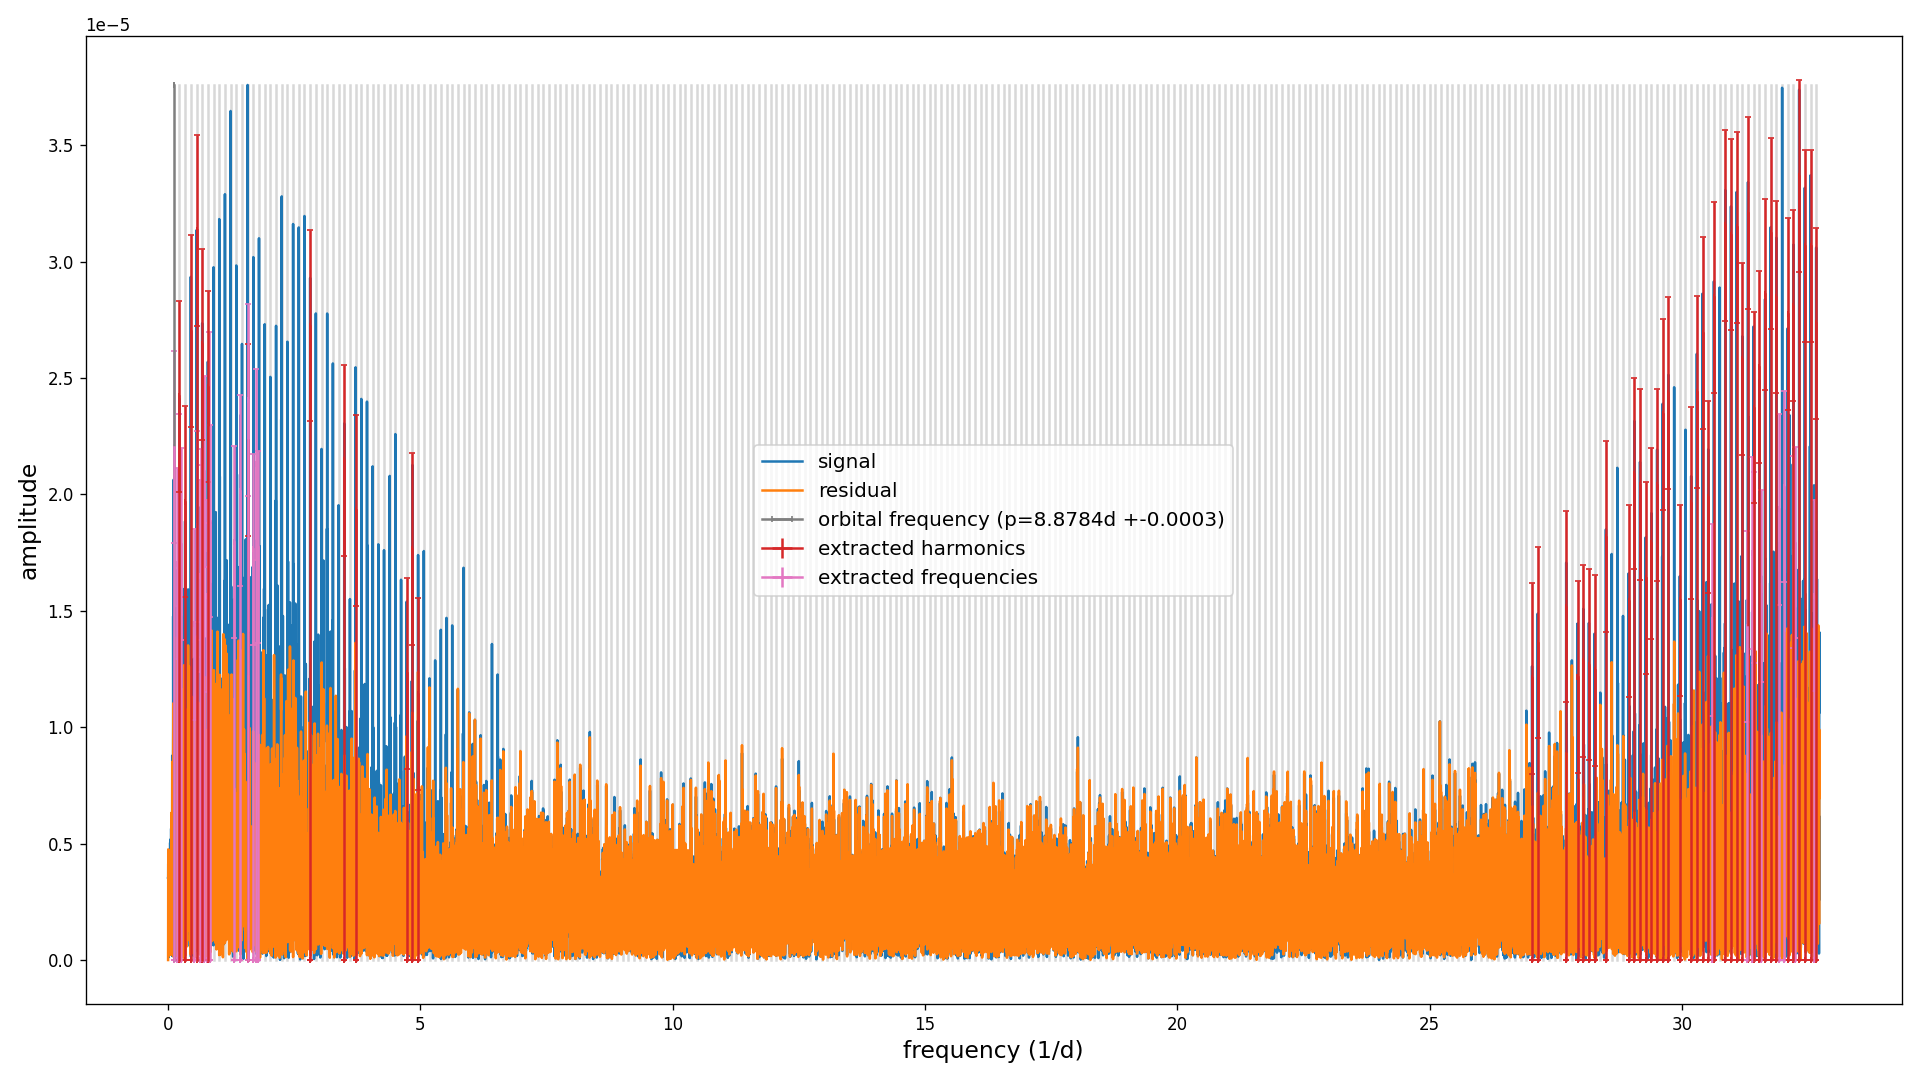 1e−5
3.5
3.0
2.5
2.0
1.5
1.0
0.5
0.0
amplitude
signal
residual
orbital frequency (p=8.8784d +-0.0003)
extracted harmonics
extracted frequencies
0 5 10 15 20 25 30
frequency (1/d)